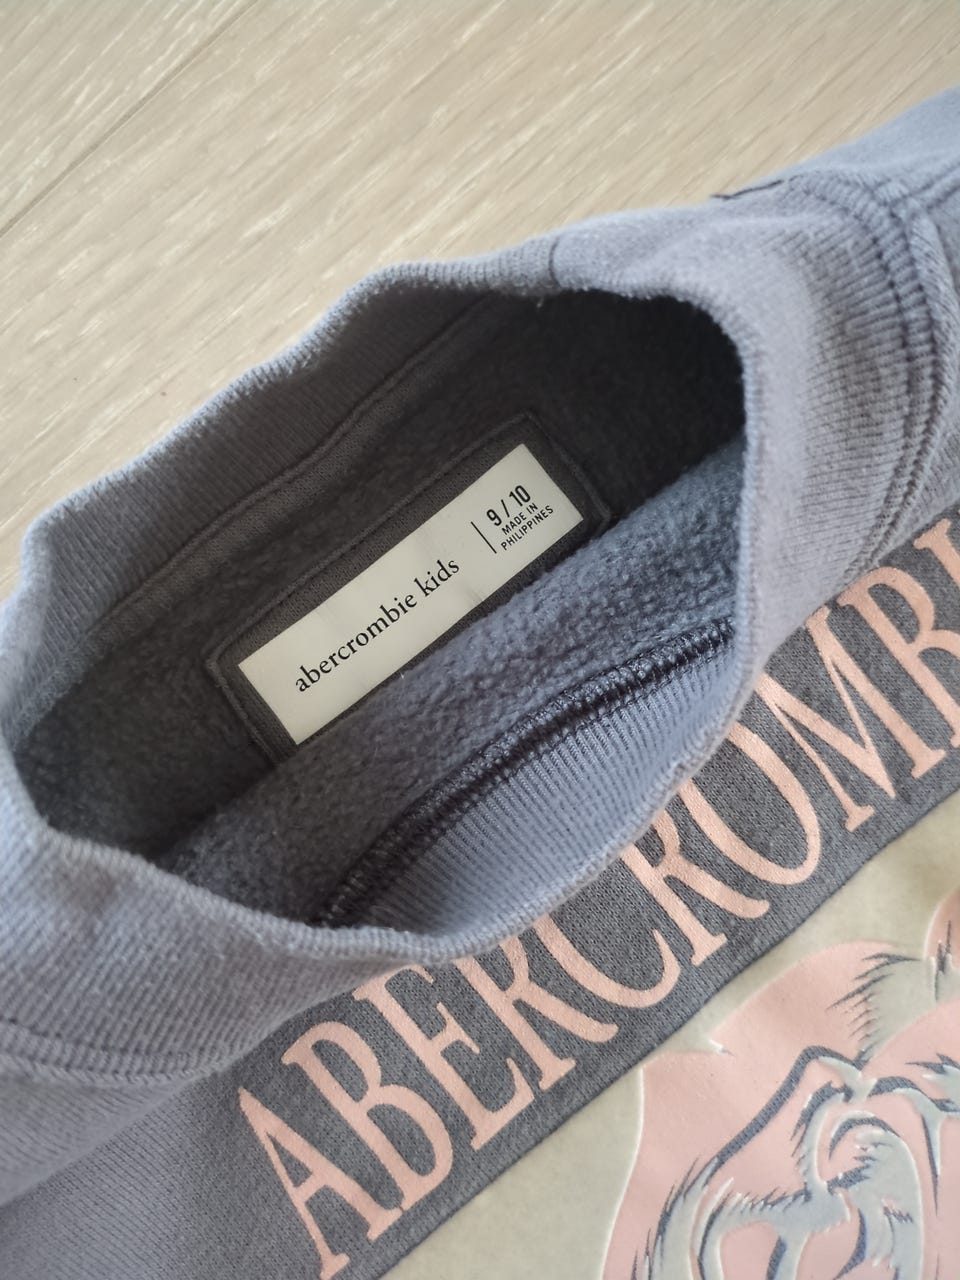 abercrombie kids
9/10
MADE IN
PHILIPPINES
ABERCROMBI